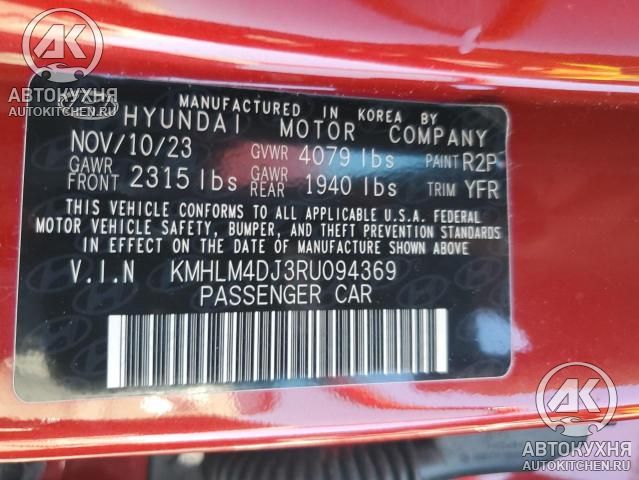 MANUFACTURED IN KOREA BY
HYUNDAI MOTOR COMPANY
NOV/10/23 GVWR 4079 lbs PAINT R2P
GAWR FRONT 2315 lbs GAWR REAR 1940 lbs TRIM YFR
THIS VEHICLE CONFORMS TO ALL APPLICABLE U.S.A. FEDERAL
MOTOR VEHICLE SAFETY, BUMPER, AND THEFT PREVENTION STANDARDS
IN EFFECT ON THE DATE OF MANUFACTURE SHOWN ABOVE.
V.I.N KMHLM4DJ3RU094369
PASSENGER CAR
АК
АВТОКУХНЯ
AUTOKITCHEN.RU
АК
АВТОКУХНЯ
AUTOKITCHEN.RU